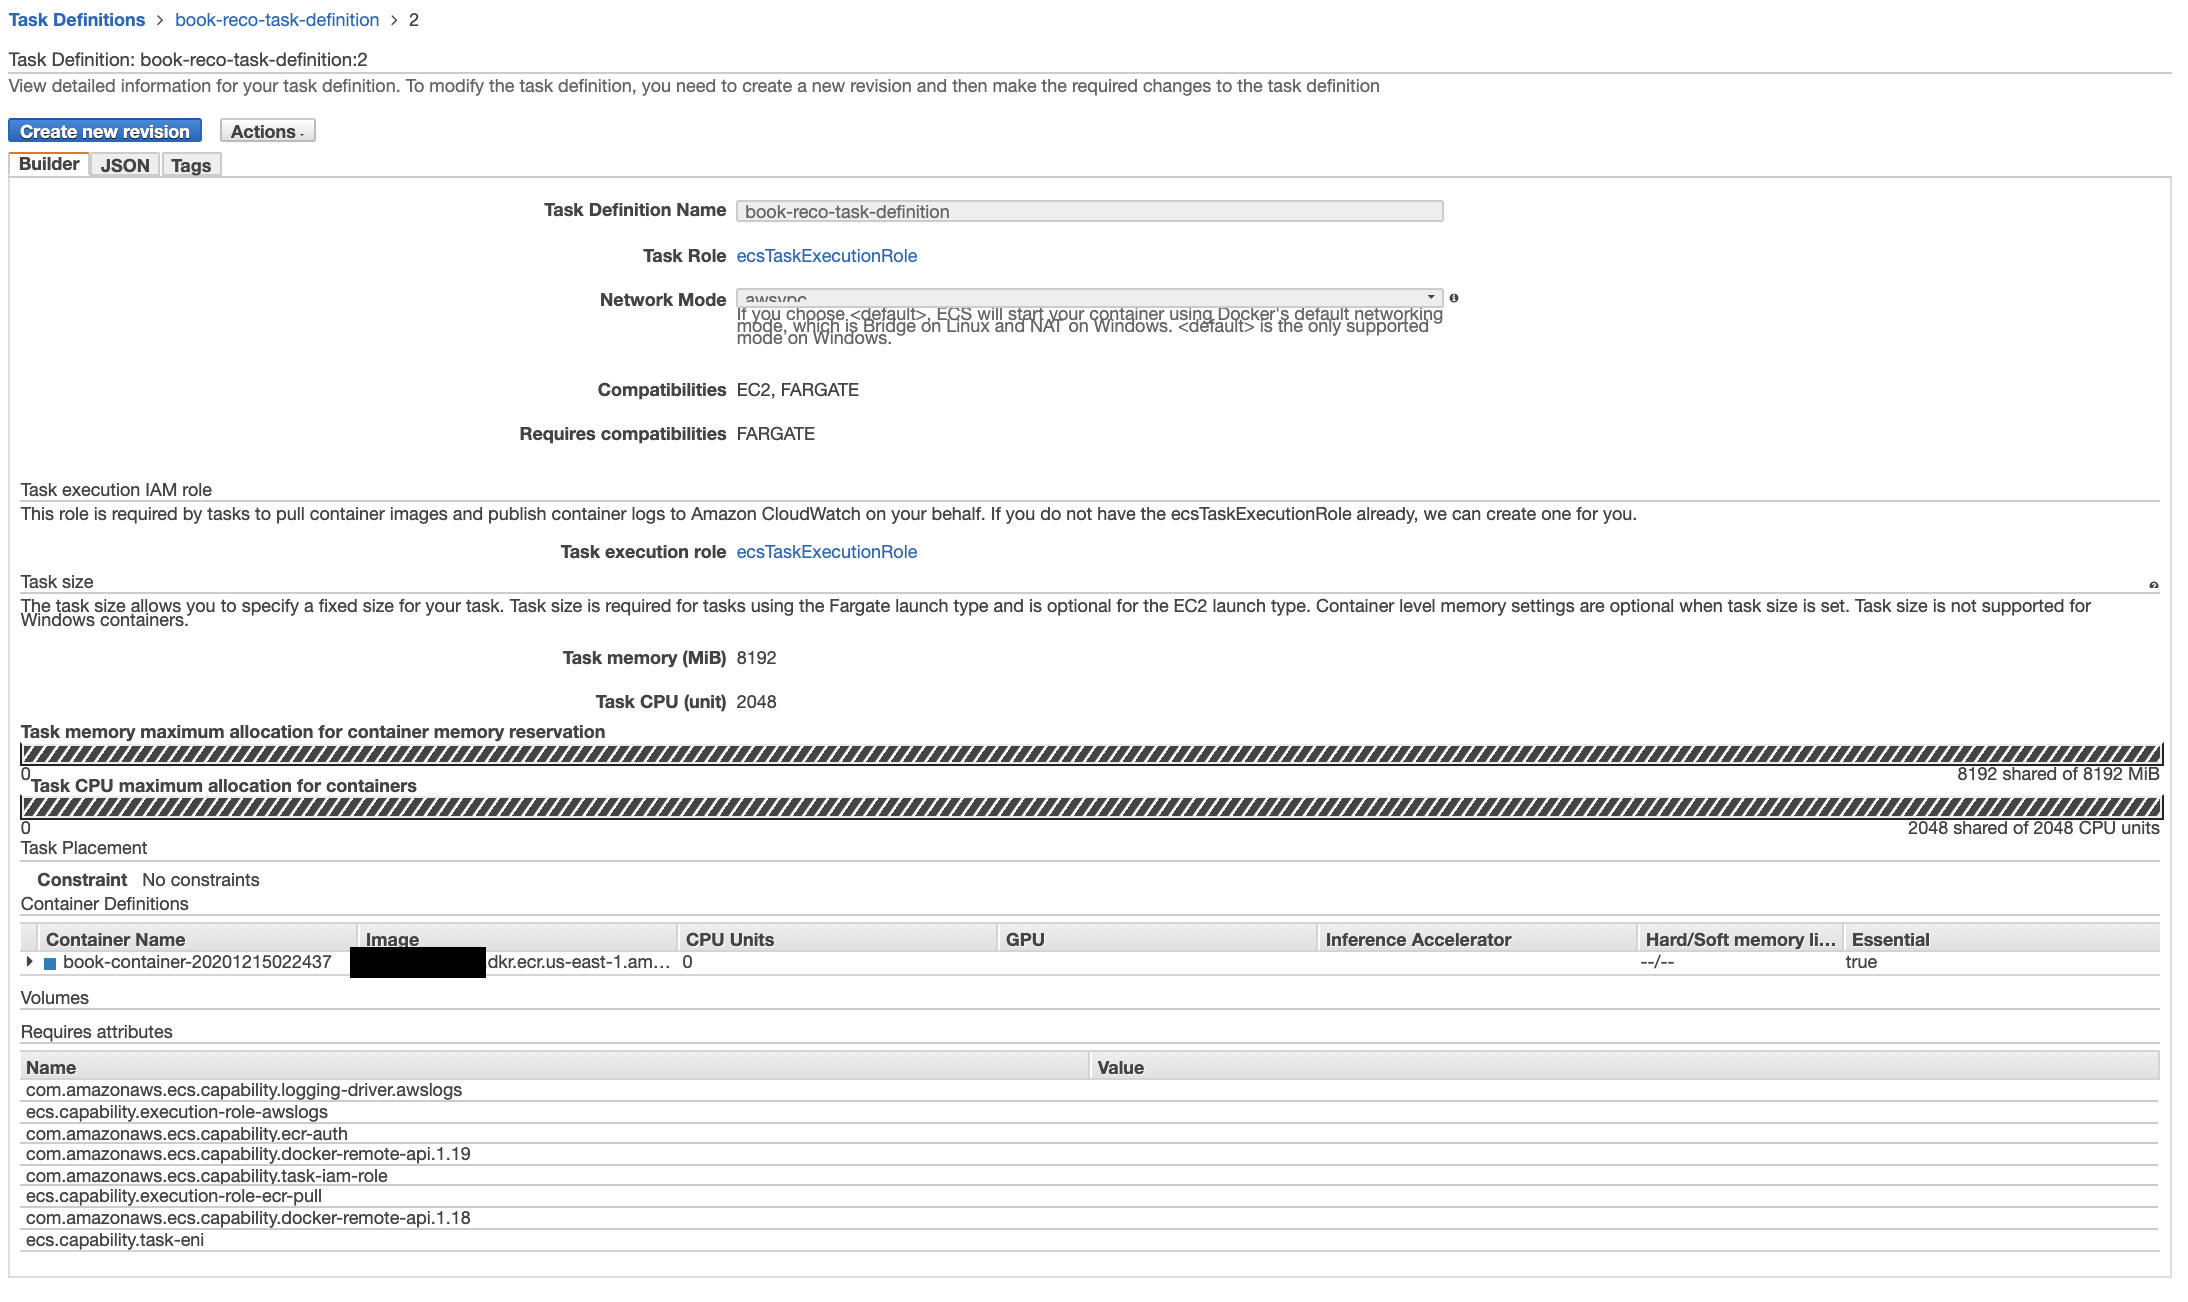 Task Definitions > book-reco-task-definition > 2
Task Definition: book-reco-task-definition:2
View detailed information for your task definition. To modify the task definition, you need to create a new revision and then make the required changes to the task definition
Create new revision Actions
Builder JSON Tags
Task Definition Name book-reco-task-definition
Task Role ecsTaskExecutionRole
Network Mode awsvpc
If you choose <default>, ECS will start your container using Docker's default networking
mode, which is Bridge on Linux and NAT on Windows. <default> is the only supported
mode on Windows.
Compatibilities EC2, FARGATE
Requires compatibilities FARGATE
Task execution IAM role
This role is required by tasks to pull container images and publish container logs to Amazon CloudWatch on your behalf. If you do not have the ecsTaskExecutionRole already, we can create one for you.
Task execution role ecsTaskExecutionRole
Task size
The task size allows you to specify a fixed size for your task. Task size is required for tasks using the Fargate launch type and is optional for the EC2 launch type. Container level memory settings are optional when task size is set. Task size is not supported for
Windows containers.
Task memory (MiB) 8192
Task CPU (unit) 2048
Task memory maximum allocation for container memory reservation
0 8192 shared of 8192 MiB
Task CPU maximum allocation for containers
0 2048 shared of 2048 CPU units
Task Placement
Constraint No constraints
Container Definitions
Container Name Image CPU Units GPU Inference Accelerator Hard/Soft memory li... Essential
book-container-20201215022437 dkr.ecr.us-east-1.am... 0 --/-- true
Volumes
Requires attributes
Name Value
com.amazonaws.ecs.capability.logging-driver.awslogs
ecs.capability.execution-role-awslogs
com.amazonaws.ecs.capability.ecr-auth
com.amazonaws.ecs.capability.docker-remote-api.1.19
com.amazonaws.ecs.capability.task-iam-role
ecs.capability.execution-role-ecr-pull
com.amazonaws.ecs.capability.docker-remote-api.1.18
ecs.capability.task-eni